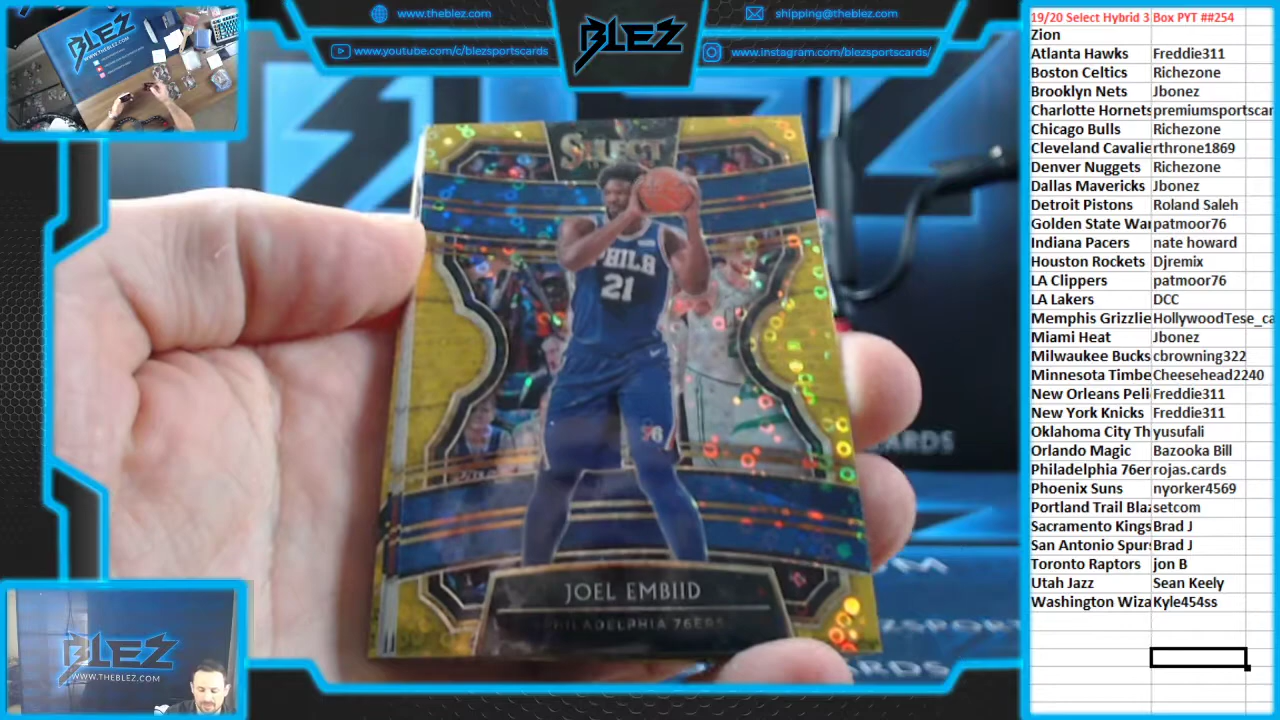 www.theblez.com
shipping@theblez.com
www.youtube.com/c/blezsportscards
BLEZ
www.instagram.com/blezsportscards/
SELECT
PHILA
21
76
JOEL EMBIID
PHILADELPHIA 76ERS
BLEZ
WWW.THEBLEZ.COM
19/20 Select Hybrid 3 Box PYT ##254
Zion
Atlanta Hawks Freddie311
Boston Celtics Richezone
Brooklyn Nets Jbonez
Charlotte Hornets premiumsportscar
Chicago Bulls Richezone
Cleveland Cavalie rthrone1869
Denver Nuggets Richezone
Dallas Mavericks Jbonez
Detroit Pistons Roland Saleh
Golden State War patmoor76
Indiana Pacers nate howard
Houston Rockets Djremix
LA Clippers patmoor76
LA Lakers DCC
Memphis Grizzlie HollywoodTese_ca
Miami Heat Jbonez
Milwaukee Bucks cbrowning322
Minnesota Timbe Cheesehead2240
New Orleans Peli Freddie311
New York Knicks Freddie311
Oklahoma City Th yusufali
Orlando Magic Bazooka Bill
Philadelphia 76er rojas.cards
Phoenix Suns nyorker4569
Portland Trail Blaz setcom
Sacramento Kings Brad J
San Antonio Spurs Brad J
Toronto Raptors jon B
Utah Jazz Sean Keely
Washington Wiza Kyle454ss